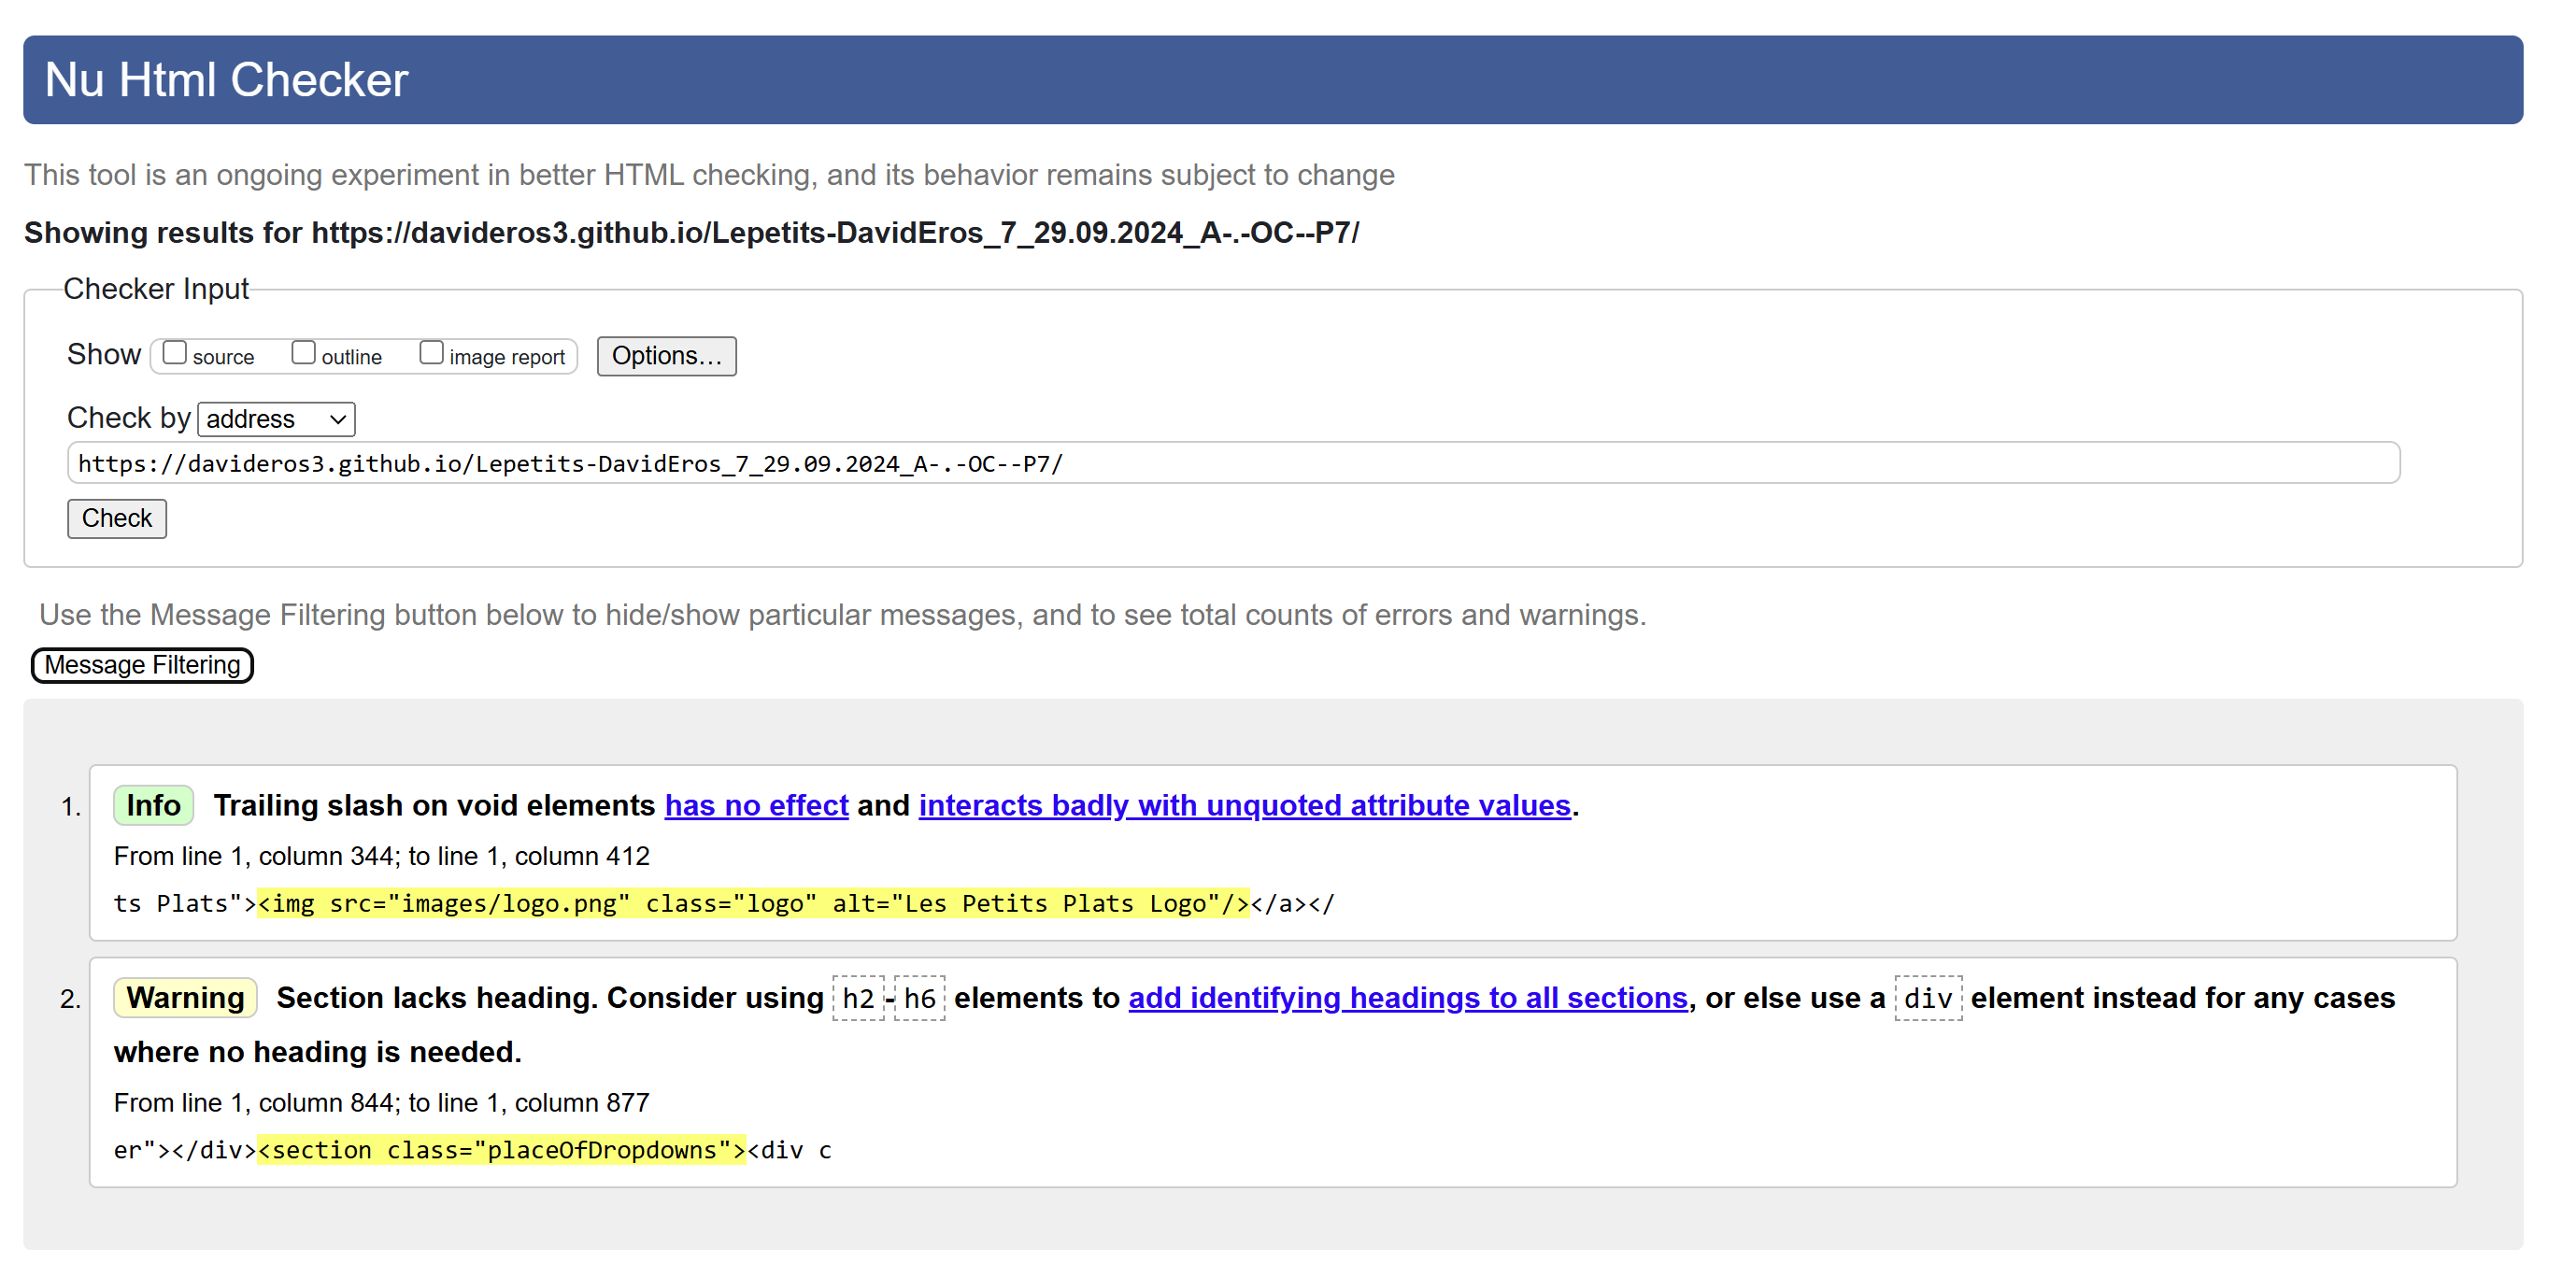 Nu Html Checker
This tool is an ongoing experiment in better HTML checking, and its behavior remains subject to change
Showing results for https://davideros3.github.io/Lepetits-DavidEros_7_29.09.2024_A-.-OC--P7/
Checker Input
Show source outline image report Options…
Check by address
https://davideros3.github.io/Lepetits-DavidEros_7_29.09.2024_A-.-OC--P7/
Check
Use the Message Filtering button below to hide/show particular messages, and to see total counts of errors and warnings.
Message Filtering
1. Info Trailing slash on void elements has no effect and interacts badly with unquoted attribute values.
From line 1, column 344; to line 1, column 412
ts Plats"><img src="images/logo.png" class="logo" alt="Les Petits Plats Logo"/></a></
2. Warning Section lacks heading. Consider using h2-h6 elements to add identifying headings to all sections, or else use a div element instead for any cases
where no heading is needed.
From line 1, column 844; to line 1, column 877
er"></div><section class="placeOfDropdowns"><div c